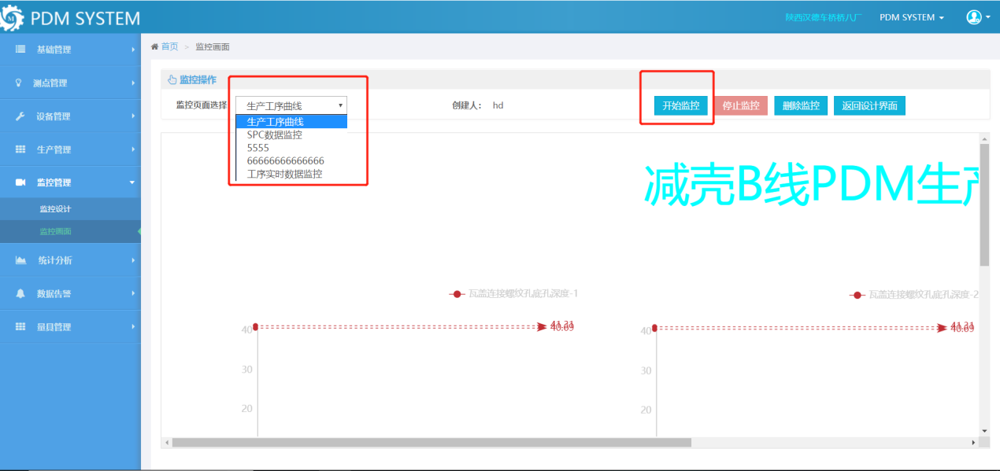 PDM SYSTEM
陕西汉德车桥桥八厂
PDM SYSTEM
基础管理
测点管理
设备管理
生产管理
监控管理
监控设计
监控画面
统计分析
数据告警
量具管理
首页 > 监控画面
监控操作
监控页面选择
生产工序曲线
创建人： hd
开始监控
停止监控
删除监控
返回设计界面
生产工序曲线
SPC数据监控
5555
66666666666666
工序实时数据监控
减壳B线PDM生产
瓦盖连接螺纹孔底孔深度-1
瓦盖连接螺纹孔底孔深度-2
40
41.31
40.69
30
20
40
41.31
40.69
30
20